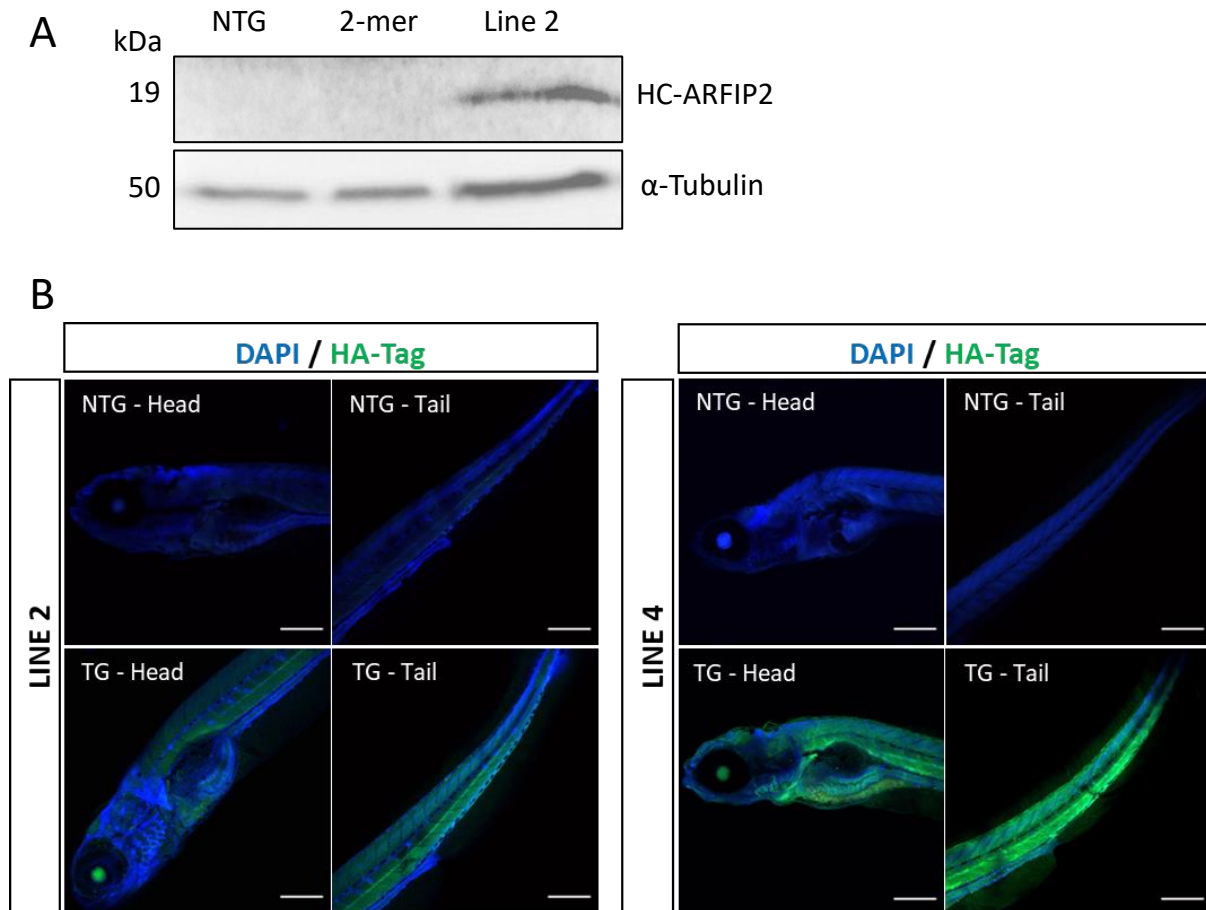 A
kDa
NTG 2-mer Line 2
19 HC-ARFIP2
50 α-Tubulin
B
DAPI / HA-Tag
LINE 2
NTG - Head NTG - Tail
TG - Head TG - Tail
DAPI / HA-Tag
LINE 4
NTG - Head NTG - Tail
TG - Head TG - Tail